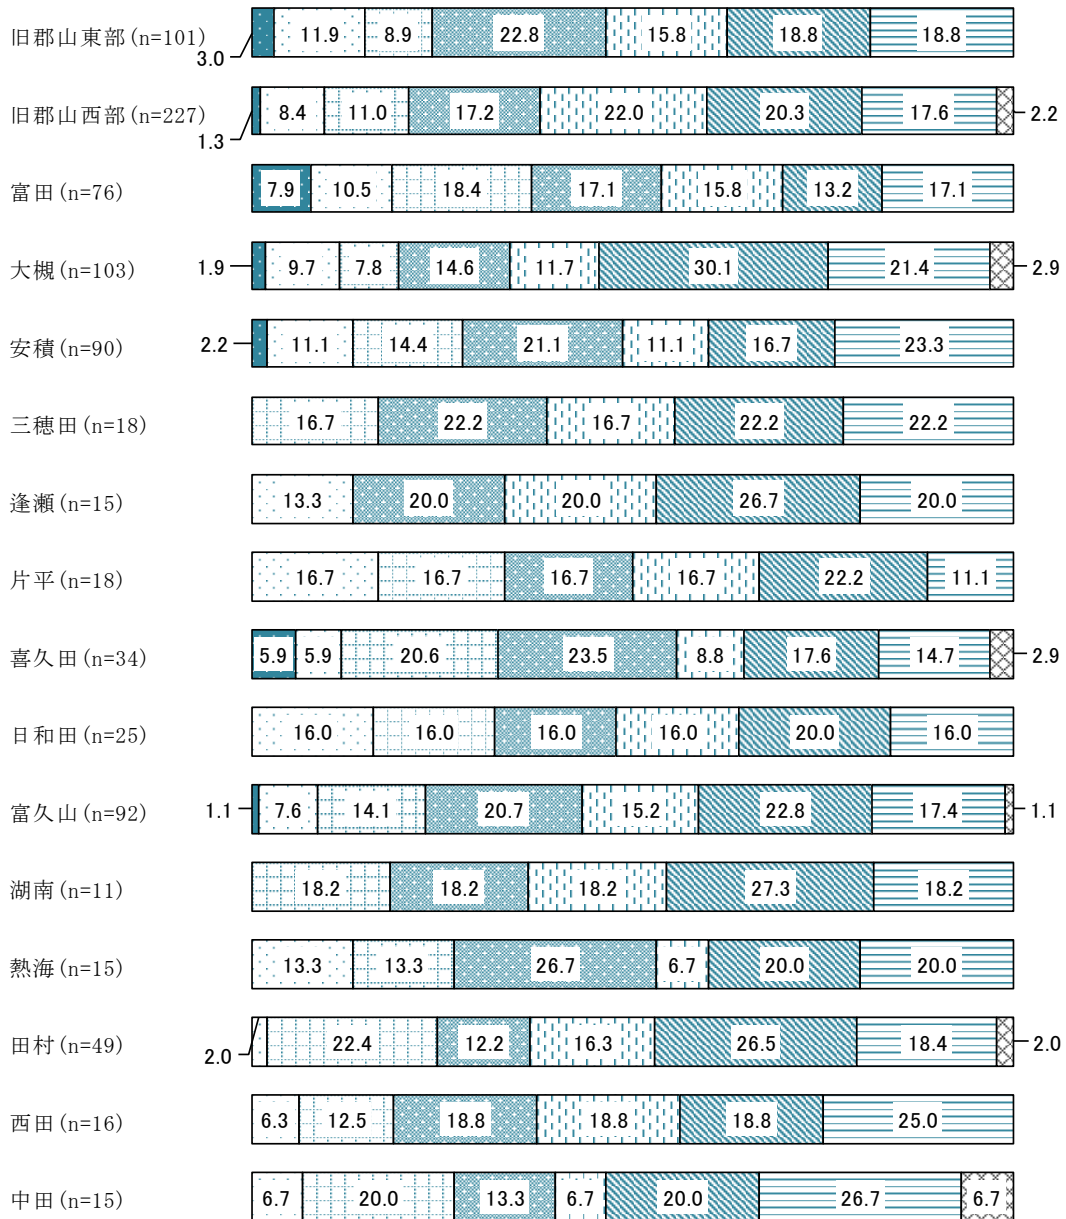 旧郡山東部(n=101) 3.0 11.9 8.9 22.8 15.8 18.8 18.8
旧郡山西部(n=227) 1.3 8.4 11.0 17.2 22.0 20.3 17.6 2.2
富田(n=76) 7.9 10.5 18.4 17.1 15.8 13.2 17.1
大槻(n=103) 1.9 9.7 7.8 14.6 11.7 30.1 21.4 2.9
安積(n=90) 2.2 11.1 14.4 21.1 11.1 16.7 23.3
三穂田(n=18) 16.7 22.2 16.7 22.2 22.2
逢瀬(n=15) 13.3 20.0 20.0 26.7 20.0
片平(n=18) 16.7 16.7 16.7 16.7 22.2 11.1
喜久田(n=34) 5.9 5.9 20.6 23.5 8.8 17.6 14.7 2.9
日和田(n=25) 16.0 16.0 16.0 16.0 20.0 16.0
富久山(n=92) 1.1 7.6 14.1 20.7 15.2 22.8 17.4 1.1
湖南(n=11) 18.2 18.2 18.2 27.3 18.2
熱海(n=15) 13.3 13.3 26.7 6.7 20.0 20.0
田村(n=49) 2.0 22.4 12.2 16.3 26.5 18.4 2.0
西田(n=16) 6.3 12.5 18.8 18.8 18.8 25.0
中田(n=15) 6.7 20.0 13.3 6.7 20.0 26.7 6.7